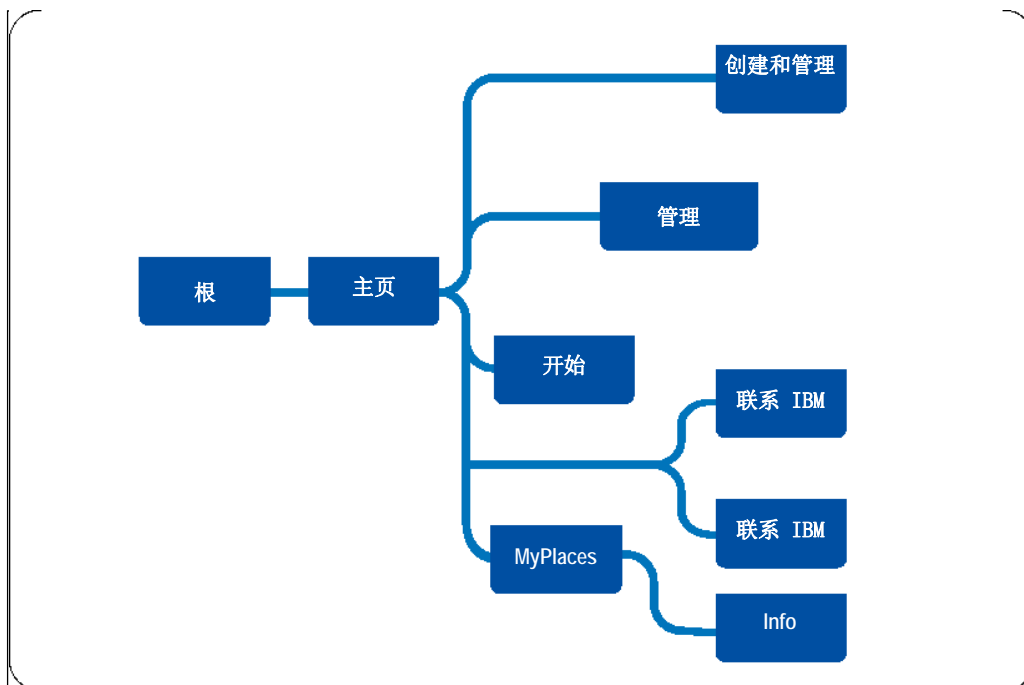 创建和管理
管理
根
主页
开始
联系 IBM
联系 IBM
MyPlaces
Info